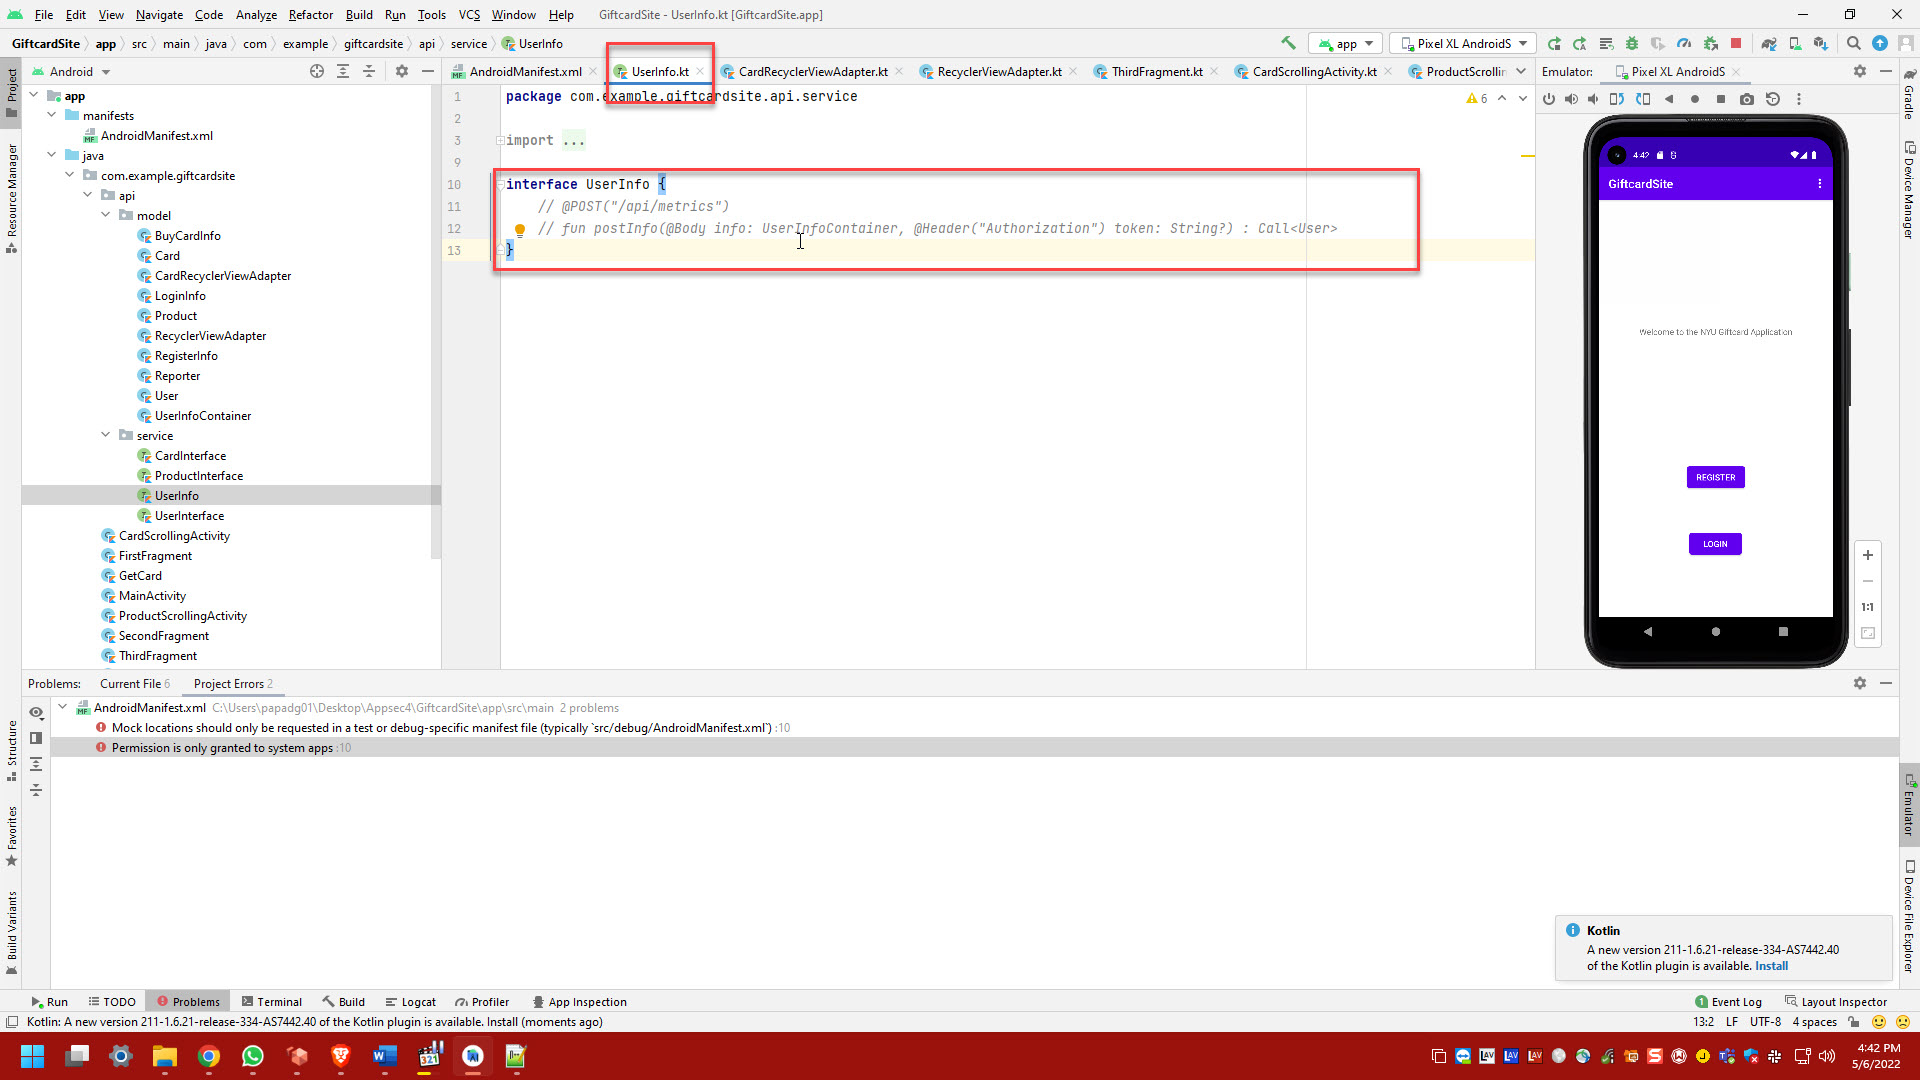 File Edit View Navigate Code Analyze Refactor Build Run Tools VCS Window Help GiftcardSite - UserInfo.kt [GiftcardSite.app]
GiftcardSite app src main java com example giftcardsite api service UserInfo app Pixel XL AndroidS
Android AndroidManifest.xml UserInfo.kt CardRecyclerViewAdapter.kt RecyclerViewAdapter.kt ThirdFragment.kt CardScrollingActivity.kt ProductScrollin Emulator: Pixel XL AndroidS
Project
Resource Manager
Structure
Favorites
Build Variants
app
manifests
AndroidManifest.xml
java
com.example.giftcardsite
api
model
BuyCardInfo
Card
CardRecyclerViewAdapter
LoginInfo
Product
RecyclerViewAdapter
RegisterInfo
Reporter
User
UserInfoContainer
service
CardInterface
ProductInterface
UserInfo
UserInterface
CardScrollingActivity
FirstFragment
GetCard
MainActivity
ProductScrollingActivity
SecondFragment
ThirdFragment
1 package com.example.giftcardsite.api.service
6
2
3 import ...
9
10 interface UserInfo {
11 // @POST("/api/metrics")
12 // fun postInfo(@Body info: UserInfoContainer, @Header("Authorization") token: String?) : Call<User>
13 }
4:42
GiftcardSite
Welcome to the NYU Giftcard Application
REGISTER
LOGIN
1:1
Gradle
Device Manager
Emulator
Device File Explorer
Problems: Current File 6 Project Errors 2
AndroidManifest.xml C:\Users\papadg01\Desktop\Appsec4\GiftcardSite\app\src\main 2 problems
Mock locations should only be requested in a test or debug-specific manifest file (typically `src/debug/AndroidManifest.xml`) :10
Permission is only granted to system apps :10
Kotlin
A new version 211-1.6.21-release-334-AS7442.40
of the Kotlin plugin is available. Install
Run TODO Problems Terminal Build Logcat Profiler App Inspection 1 Event Log Layout Inspector
Kotlin: A new version 211-1.6.21-release-334-AS7442.40 of the Kotlin plugin is available. Install (moments ago) 13:2 LF UTF-8 4 spaces
321
LAV LAV LAV
4:42 PM
5/6/2022